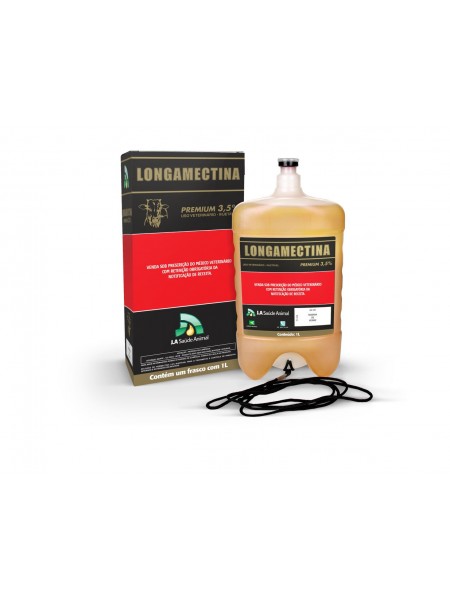 LONGAMECTINA
PREMIUM 3,5%
USO VETERINÁRIO
VENDA SOB PRESCRIÇÃO DO MÉDICO VETERINÁRIO
COM RETENÇÃO OBRIGATÓRIA DA
NOTIFICAÇÃO DE RECEITA.
J.A Saúde Animal
Contém um frasco com 1L
LONGAMECTINA
PREMIUM 3,5%
VENDA SOB PRESCRIÇÃO DO MÉDICO VETERINÁRIO
COM RETENÇÃO OBRIGATÓRIA DA
NOTIFICAÇÃO DE RECEITA.
J.A Saúde Animal
Conteúdo: 1L